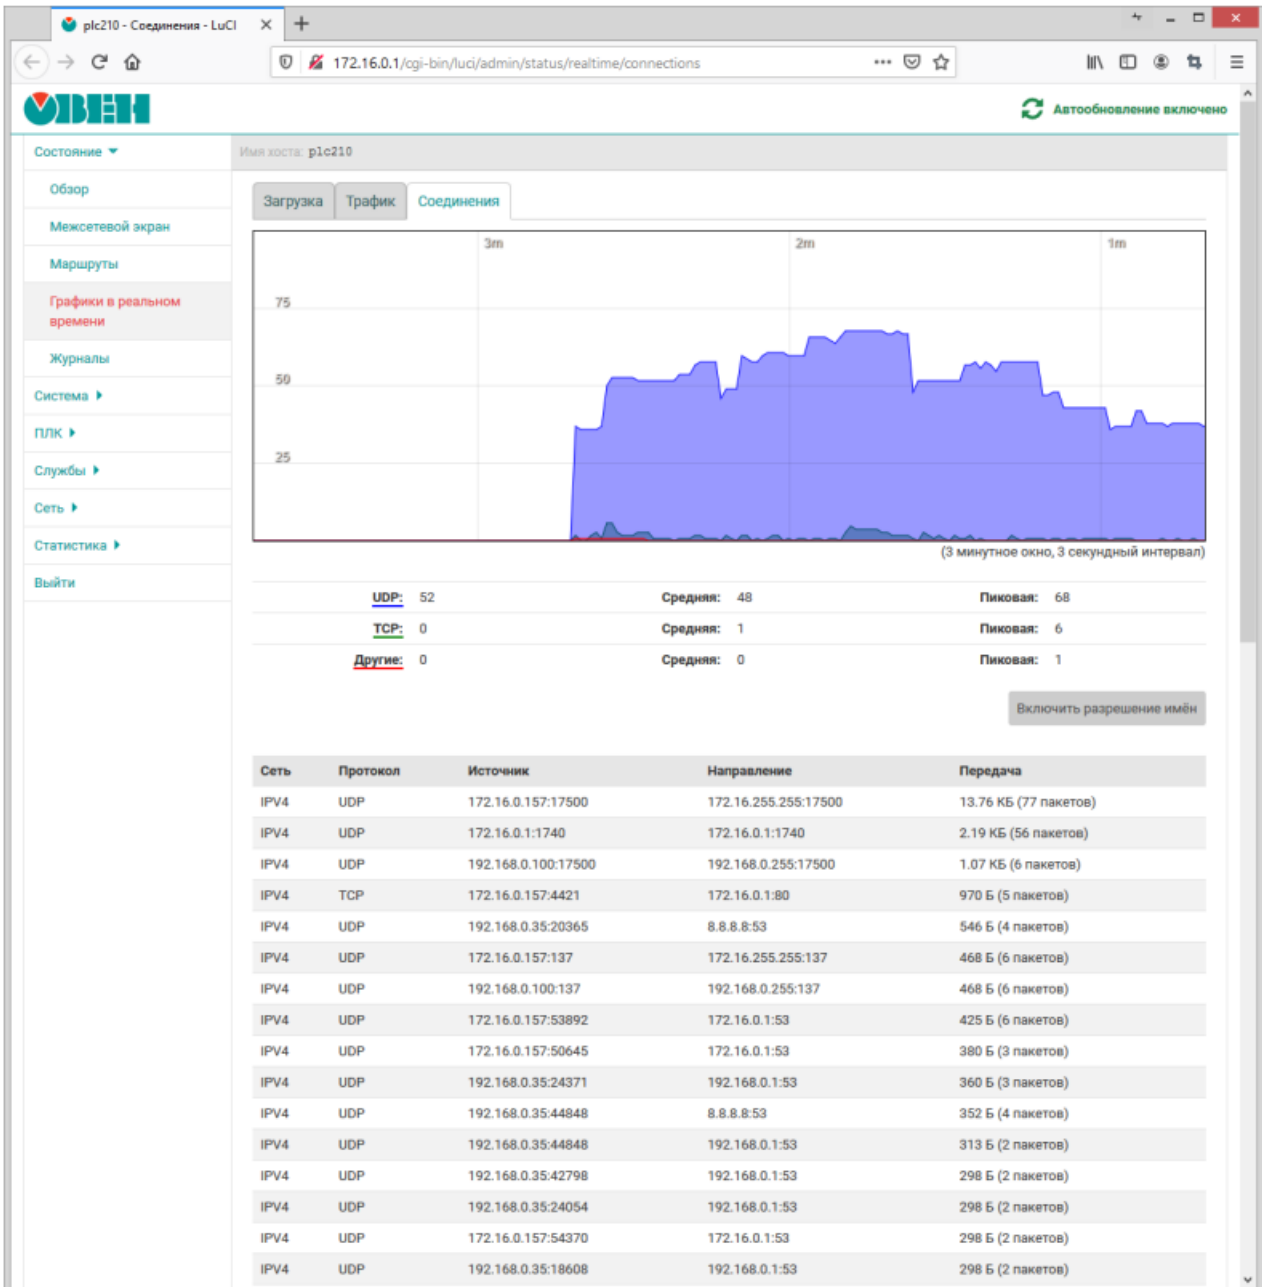 plc210 - Соединения - LuCI
172.16.0.1/cgi-bin/luci/admin/status/realtime/connections
ОВЕН
Автообновление включено
Состояние
Имя хоста: plc210
Обзор
Межсетевой экран
Маршруты
Графики в реальном
времени
Журналы
Система
ПЛК
Службы
Сеть
Статистика
Выйти
Загрузка Трафик Соединения
3m 2m 1m
75
50
25
(3 минутное окно, 3 секундный интервал)
UDP: 52 Средняя: 48 Пиковая: 68
TCP: 0 Средняя: 1 Пиковая: 6
Другие: 0 Средняя: 0 Пиковая: 1
Включить разрешение имён
Сеть Протокол Источник Направление Передача
IPV4 UDP 172.16.0.157:17500 172.16.255.255:17500 13.76 КБ (77 пакетов)
IPV4 UDP 172.16.0.1:1740 172.16.0.1:1740 2.19 КБ (56 пакетов)
IPV4 UDP 192.168.0.100:17500 192.168.0.255:17500 1.07 КБ (6 пакетов)
IPV4 TCP 172.16.0.157:4421 172.16.0.1:80 970 Б (5 пакетов)
IPV4 UDP 192.168.0.35:20365 8.8.8.8:53 546 Б (4 пакетов)
IPV4 UDP 172.16.0.157:137 172.16.255.255:137 468 Б (6 пакетов)
IPV4 UDP 192.168.0.100:137 192.168.0.255:137 468 Б (6 пакетов)
IPV4 UDP 172.16.0.157:53892 172.16.0.1:53 425 Б (6 пакетов)
IPV4 UDP 172.16.0.157:50645 172.16.0.1:53 380 Б (3 пакетов)
IPV4 UDP 192.168.0.35:24371 192.168.0.1:53 360 Б (3 пакетов)
IPV4 UDP 192.168.0.35:44848 8.8.8.8:53 352 Б (4 пакетов)
IPV4 UDP 192.168.0.35:44848 192.168.0.1:53 313 Б (2 пакетов)
IPV4 UDP 192.168.0.35:42798 192.168.0.1:53 298 Б (2 пакетов)
IPV4 UDP 192.168.0.35:24054 192.168.0.1:53 298 Б (2 пакетов)
IPV4 UDP 172.16.0.157:54370 172.16.0.1:53 298 Б (2 пакетов)
IPV4 UDP 192.168.0.35:18608 192.168.0.1:53 298 Б (2 пакетов)